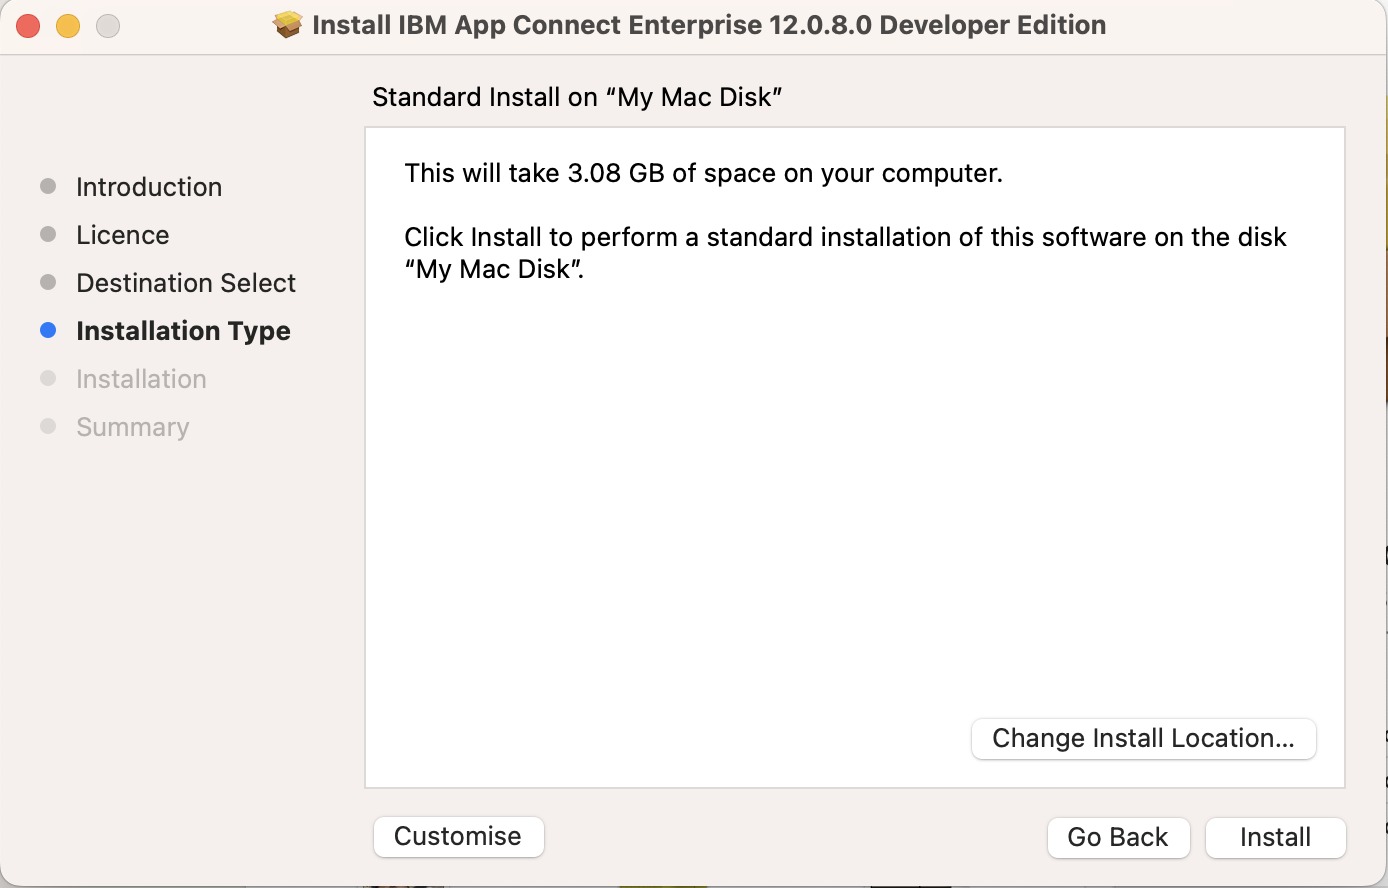 Install IBM App Connect Enterprise 12.0.8.0 Developer Edition
Standard Install on “My Mac Disk”
Introduction
Licence
Destination Select
Installation Type
Installation
Summary
This will take 3.08 GB of space on your computer.
Click Install to perform a standard installation of this software on the disk
“My Mac Disk”.
Change Install Location...
Customise
Go Back
Install